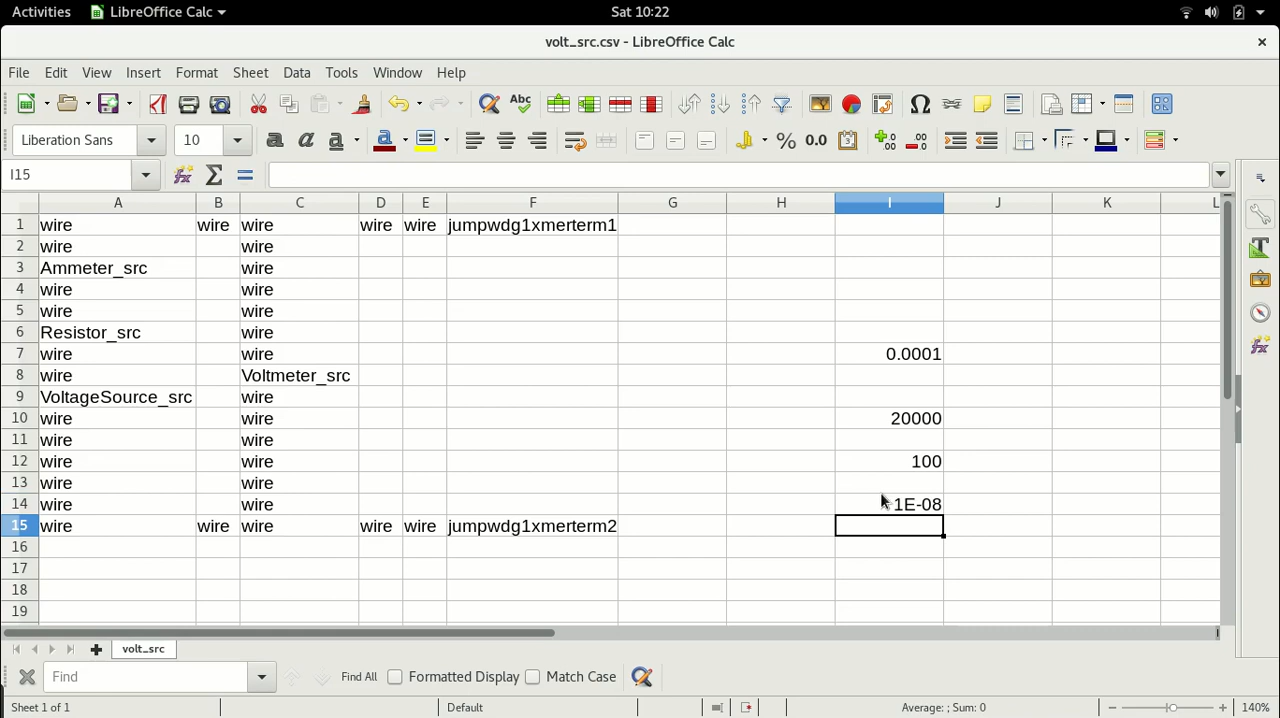 Activities LibreOffice Calc Sat 10:22
volt_src.csv - LibreOffice Calc
File Edit View Insert Format Sheet Data Tools Window Help
Liberation Sans 10
I15
A B C D E F G H I J K L
1 wire wire wire wire wire jumpwdg1xmerterm1
2 wire wire
3 Ammeter_src wire
4 wire wire
5 wire wire
6 Resistor_src wire
7 wire wire 0.0001
8 wire Voltmeter_src
9 VoltageSource_src wire
10 wire wire 20000
11 wire wire
12 wire wire 100
13 wire wire
14 wire wire 1E-08
15 wire wire wire wire wire jumpwdg1xmerterm2
16
17
18
19
volt_src
Find Find All Formatted Display Match Case
Sheet 1 of 1 Default Average: ; Sum: 0 140%